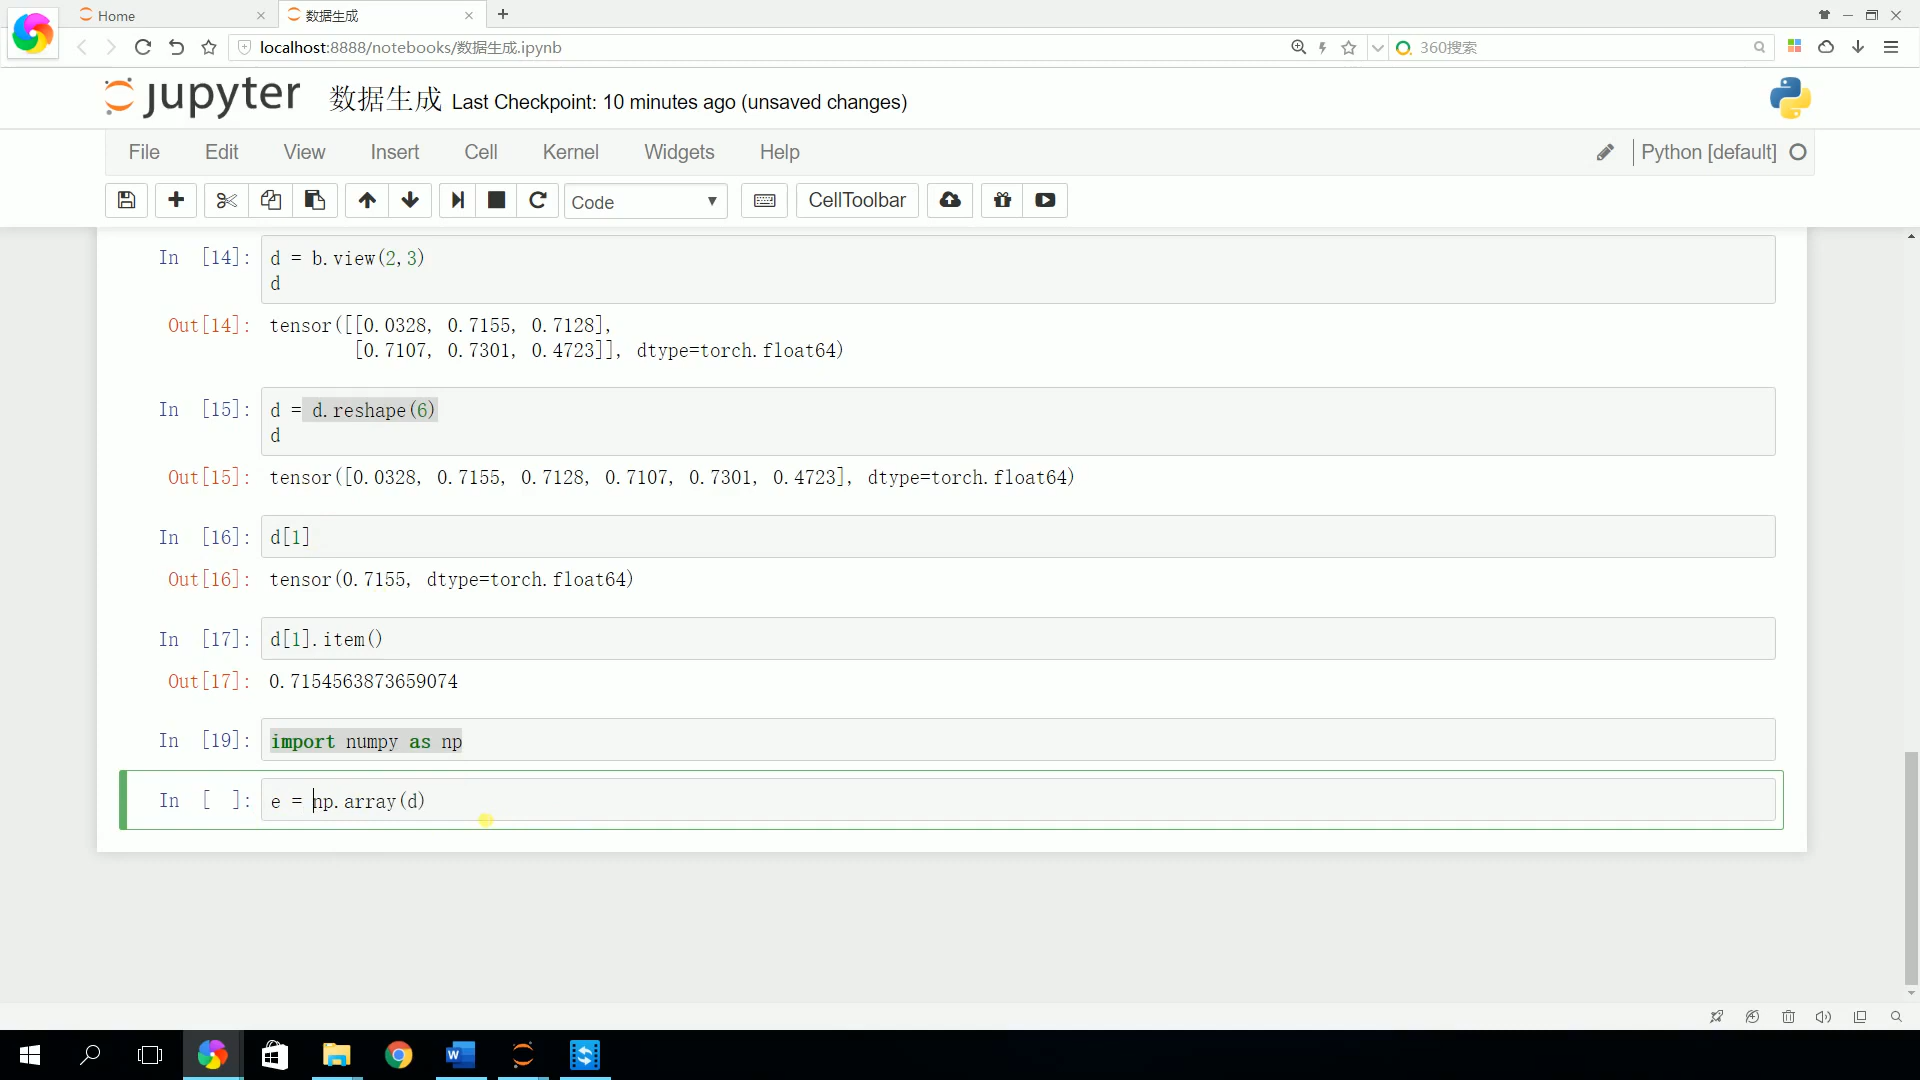 Home
数据生成
localhost:8888/notebooks/数据生成.ipynb
360搜索
jupyter 数据生成 Last Checkpoint: 10 minutes ago (unsaved changes)
File Edit View Insert Cell Kernel Widgets Help Python [default]
Code CellToolbar
In [14]: d = b.view(2,3)
d
Out[14]: tensor([[0.0328, 0.7155, 0.7128],
[0.7107, 0.7301, 0.4723]], dtype=torch.float64)
In [15]: d = d.reshape(6)
d
Out[15]: tensor([0.0328, 0.7155, 0.7128, 0.7107, 0.7301, 0.4723], dtype=torch.float64)
In [16]: d[1]
Out[16]: tensor(0.7155, dtype=torch.float64)
In [17]: d[1].item()
Out[17]: 0.7154563873659074
In [19]: import numpy as np
In [ ]: e = np.array(d)